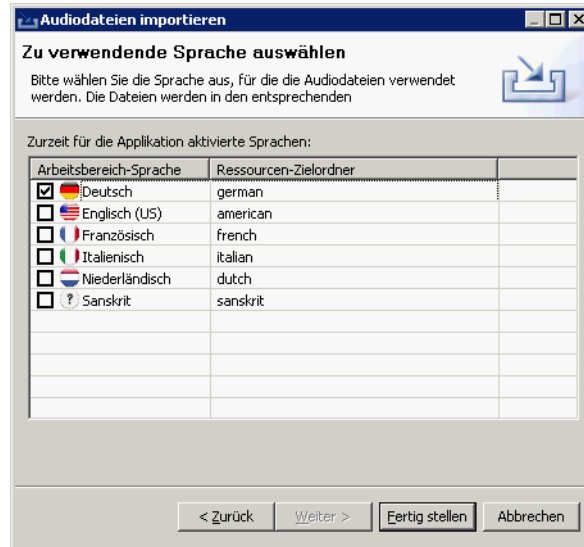 Audiodateien importieren
Zu verwendende Sprache auswählen
Bitte wählen Sie die Sprache aus, für die die Audiodateien verwendet
werden. Die Dateien werden in den entsprechenden
Zurzeit für die Applikation aktivierte Sprachen:
Arbeitsbereich-Sprache Ressourcen-Zielordner
Deutsch german
Englisch (US) american
Französisch french
Italienisch italian
Niederländisch dutch
? Sanskrit sanskrit
< Zurück Weiter > Fertig stellen Abbrechen